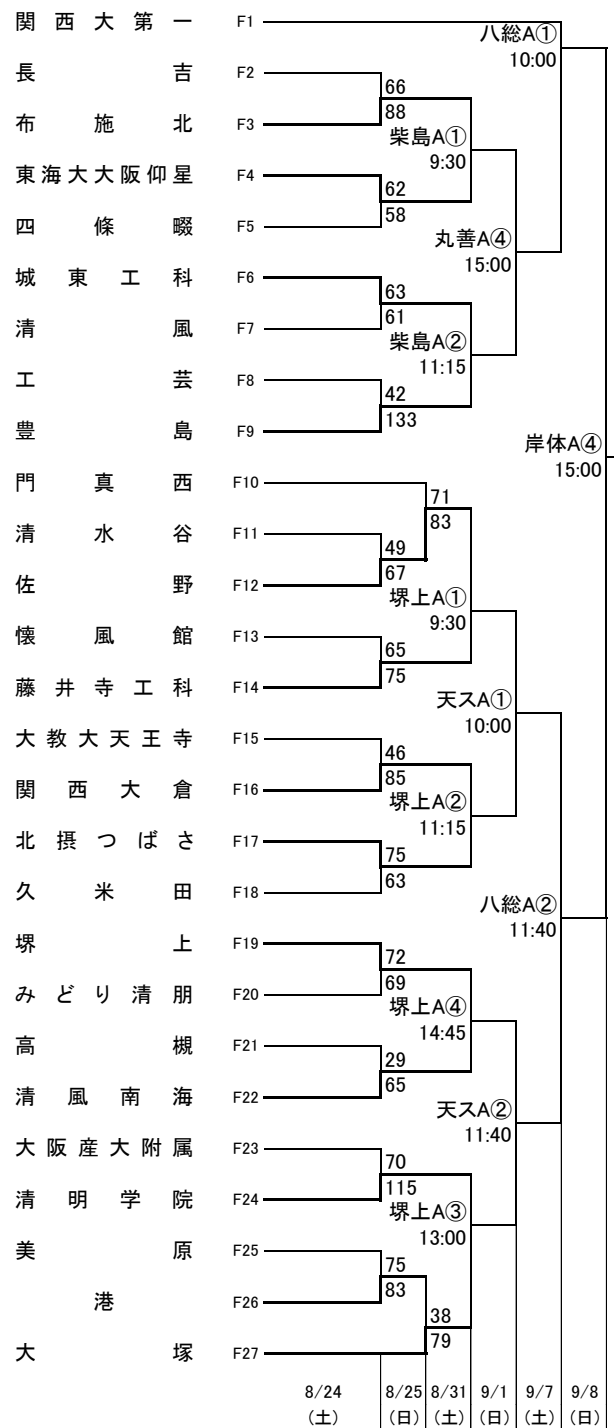 関西大第一 F1
八総A①
10:00
長吉 F2
66
88
布施北 F3
柴島A①
9:30
東海大大阪仰星 F4
62
58
四條畷 F5
丸善A④
15:00
城東工科 F6
63
61
清風 F7
柴島A②
11:15
工芸 F8
42
133
豊島 F9
岸体A④
15:00
門真西 F10
71
83
清水谷 F11
49
67
佐野 F12
堺上A①
9:30
懐風館 F13
65
75
藤井寺工科 F14
天スA①
10:00
大教大天王寺 F15
46
85
関西大倉 F16
堺上A②
11:15
北摂つばさ F17
75
63
久米田 F18
八総A②
11:40
堺上 F19
72
69
みどり清朋 F20
堺上A④
14:45
高槻 F21
29
65
清風南海 F22
天スA②
11:40
大阪産大附属 F23
70
115
清明学院 F24
堺上A③
13:00
美原 F25
75
83
港 F26
38
79
大塚 F27
8/24 8/25 8/31 9/1 9/7 9/8
(土) (日) (土) (日) (土) (日)